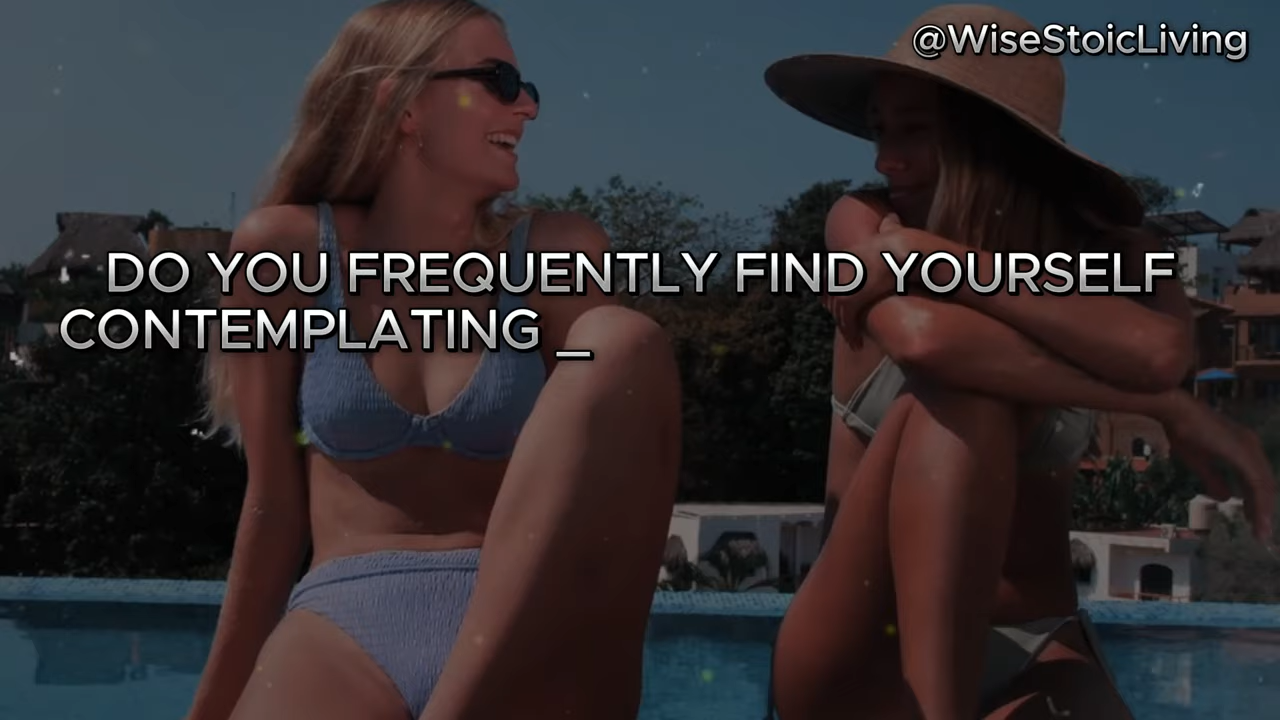 @WiseStoicLiving
DO YOU FREQUENTLY FIND YOURSELF
CONTEMPLATING _